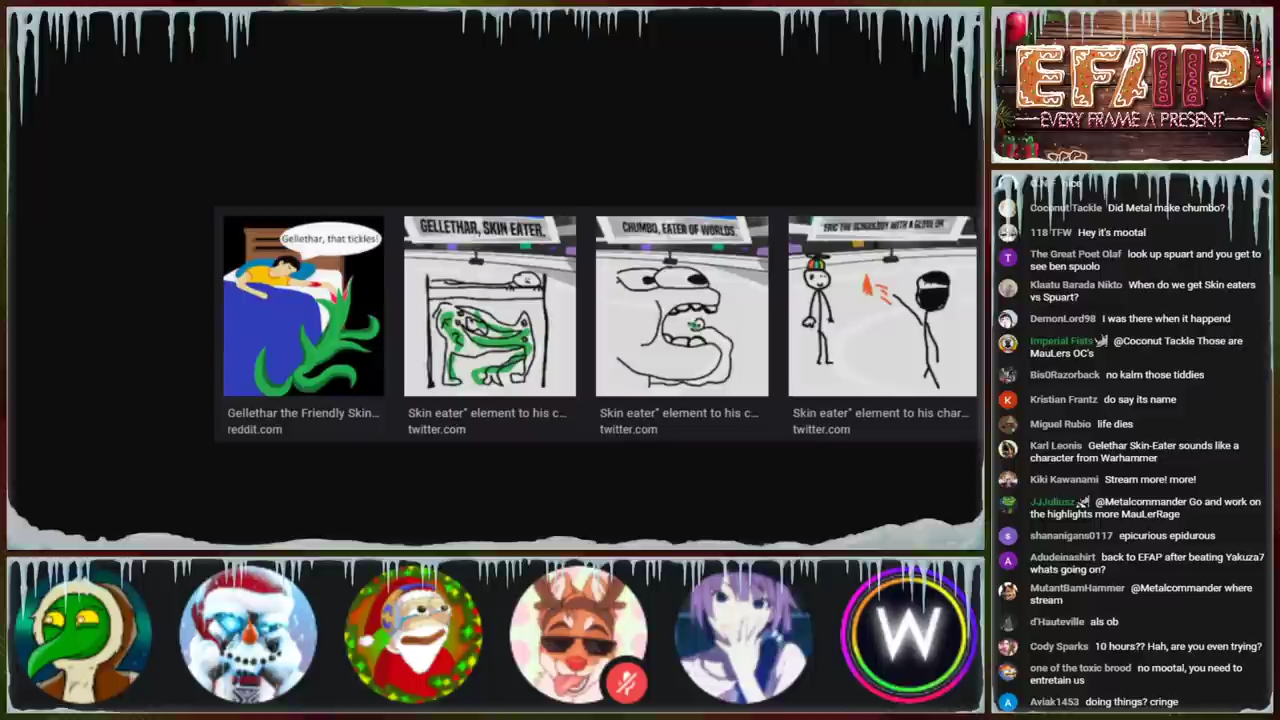 EFAP
EVERY FRAME A PRESENT
Gellethar, that tickles!
GELLETHAR, SKIN EATER.
CHUMBO, EATER OF WORLDS
ERIC THE SCHOOLBOY WITH A GLOVE ON
Gellethar the Friendly Skin...
reddit.com
Skin eater" element to his c...
twitter.com
Skin eater" element to his c...
twitter.com
Skin eater" element to his char...
twitter.com
W
nice
Coconut Tackle Did Metal make chumbo?
118 TFW Hey it's mootal
The Great Poet Olaf look up spuart and you get to
see ben spuolo
Klaatu Barada Nikto When do we get Skin eaters
vs Spuart?
DemonLord98 I was there when it happend
Imperial Fists @Coconut Tackle Those are
MauLers OC's
Bis0Razorback no kalm those tiddies
Kristian Frantz do say its name
Miguel Rubio life dies
Karl Leonis Gelethar Skin-Eater sounds like a
character from Warhammer
Kiki Kawanami Stream more! more!
JJJuliusz @Metalcommander Go and work on
the highlights more MauLerRage
shananigans0117 epicurious epidurous
Adudeinashirt back to EFAP after beating Yakuza7
whats going on?
MutantBamHammer @Metalcommander where
stream
d'Hauteville als ob
Cody Sparks 10 hours?? Hah, are you even trying?
one of the toxic brood no mootal, you need to
entretain us
Aviak1453 doing things? cringe